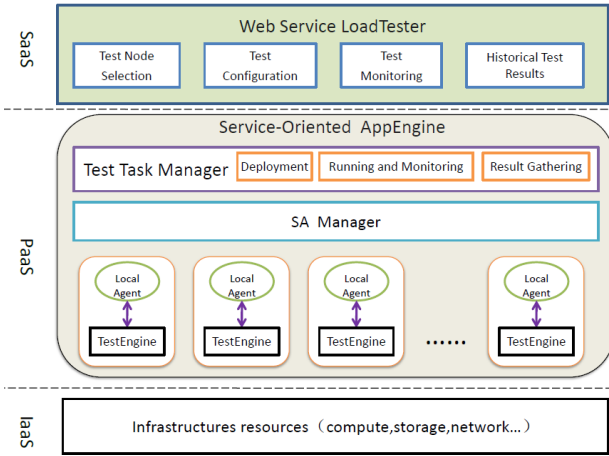 SaaS
Web Service LoadTester
Test Node
Selection
Test
Configuration
Test
Monitoring
Historical Test
Results
PaaS
Service-Oriented AppEngine
Test Task Manager
Deployment
Running and Monitoring
Result Gathering
SA Manager
Local
Agent
TestEngine
Local
Agent
TestEngine
Local
Agent
TestEngine
......
Local
Agent
TestEngine
IaaS
Infrastructures resources（compute,storage,network...）